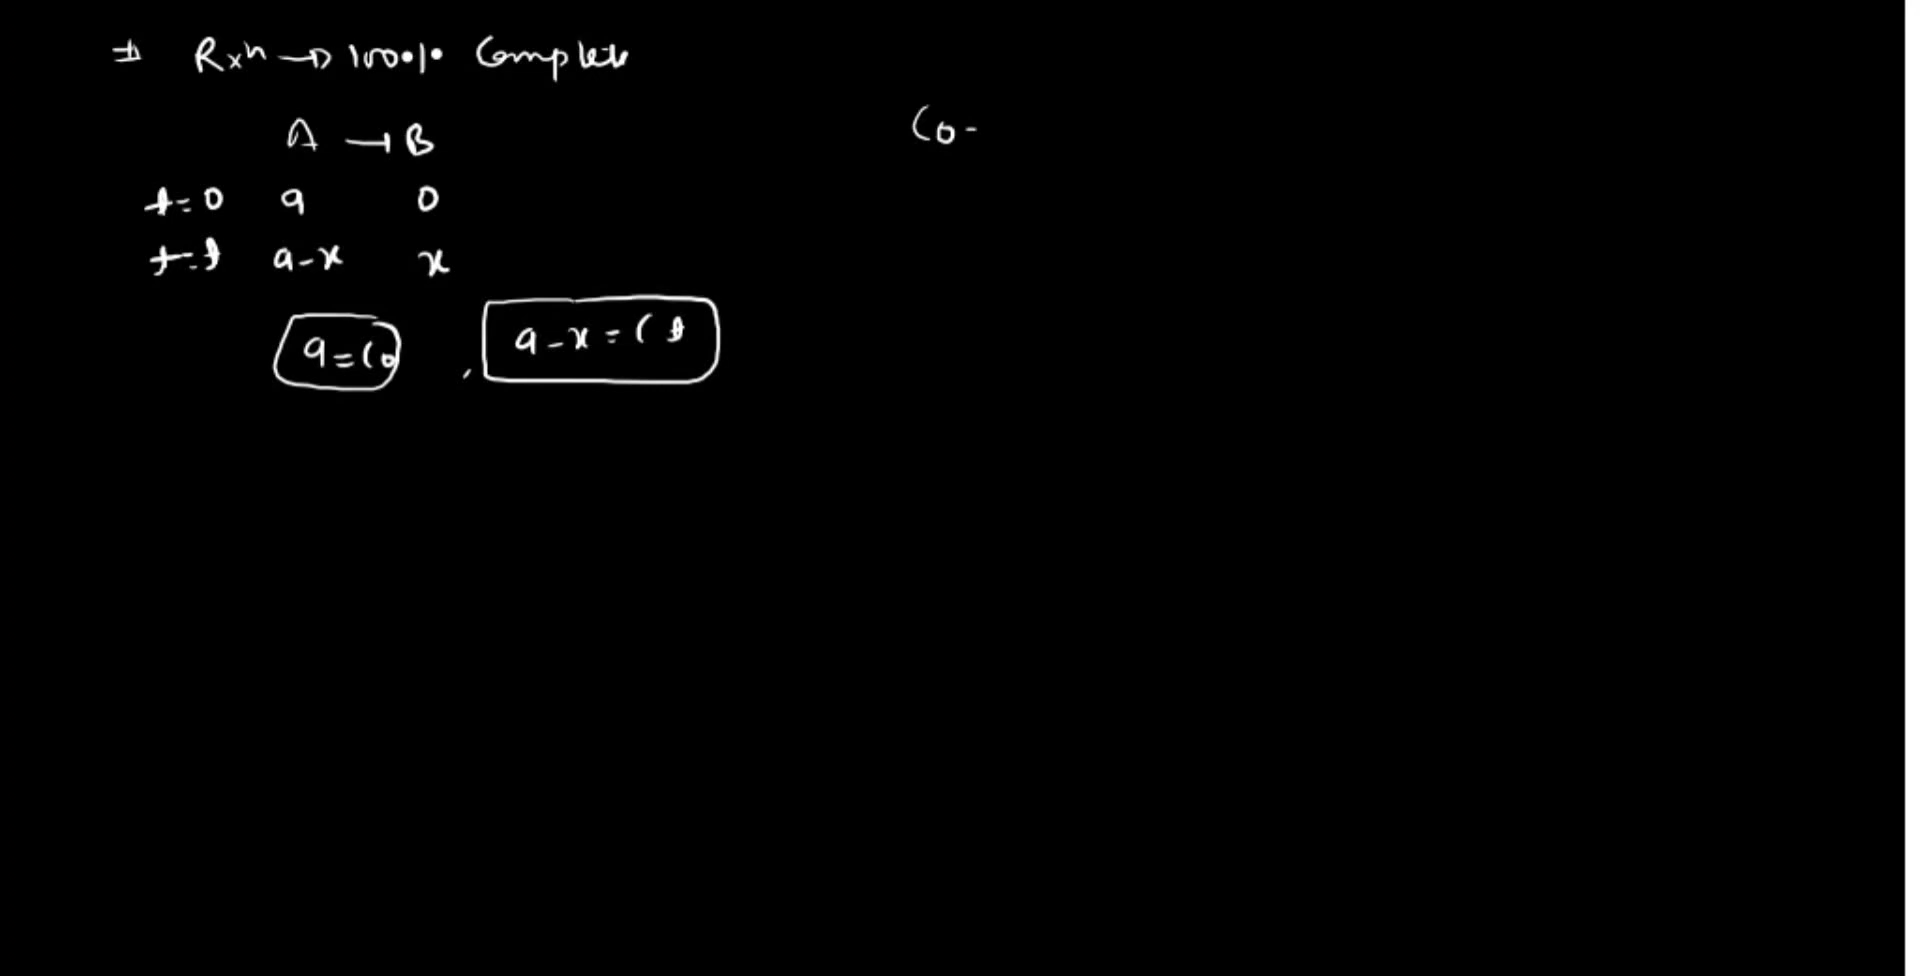 ⇒ Rxn → 100% Complete
A → B
t=0 a 0
t=t a-x x
a=C0 , a-x=Ct
C0-